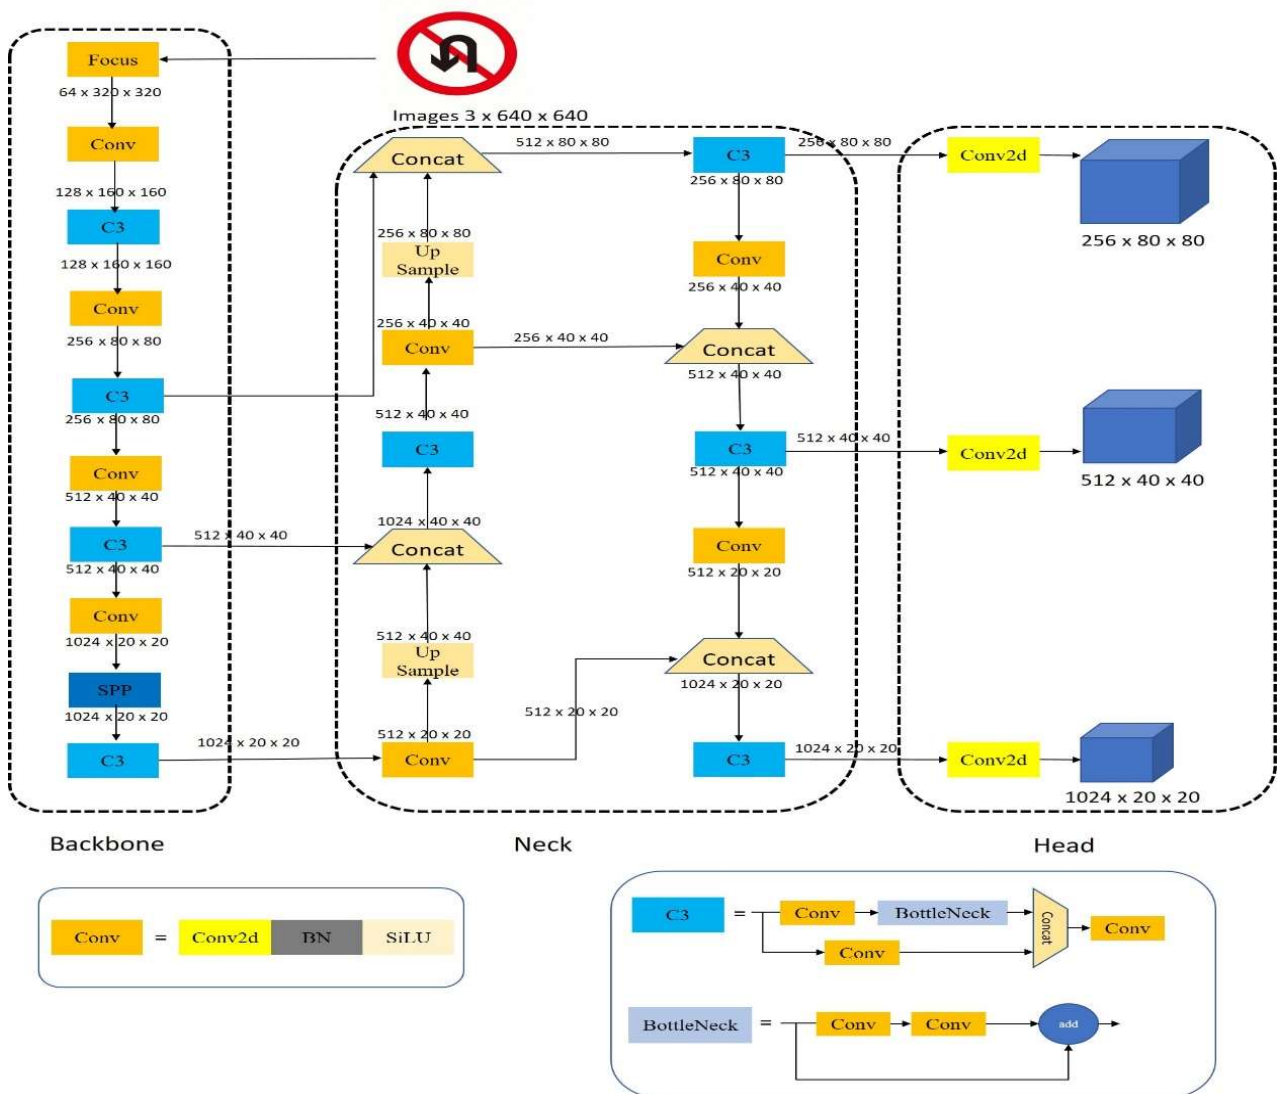 Images 3 x 640 x 640
Focus
64 x 320 x 320
Conv
128 x 160 x 160
C3
128 x 160 x 160
Conv
256 x 80 x 80
C3
256 x 80 x 80
Conv
512 x 40 x 40
C3
512 x 40 x 40
512 x 40 x 40
Conv
1024 x 20 x 20
SPP
1024 x 20 x 20
C3
1024 x 20 x 20
Backbone
Concat
512 x 80 x 80
256 x 80 x 80
Up
Sample
256 x 40 x 40
Conv
256 x 40 x 40
512 x 40 x 40
C3
1024 x 40 x 40
Concat
512 x 40 x 40
Up
Sample
512 x 20 x 20
Conv
512 x 20 x 20
C3
256 x 80 x 80
256 x 80 x 80
Conv
256 x 40 x 40
Concat
512 x 40 x 40
C3
512 x 40 x 40
512 x 40 x 40
Conv
512 x 20 x 20
Concat
1024 x 20 x 20
C3
1024 x 20 x 20
Neck
Conv2d
256 x 80 x 80
Conv2d
512 x 40 x 40
Conv2d
1024 x 20 x 20
Head
Conv = Conv2d BN SiLU
C3 = Conv BottleNeck Concat Conv
Conv
BottleNeck = Conv Conv add